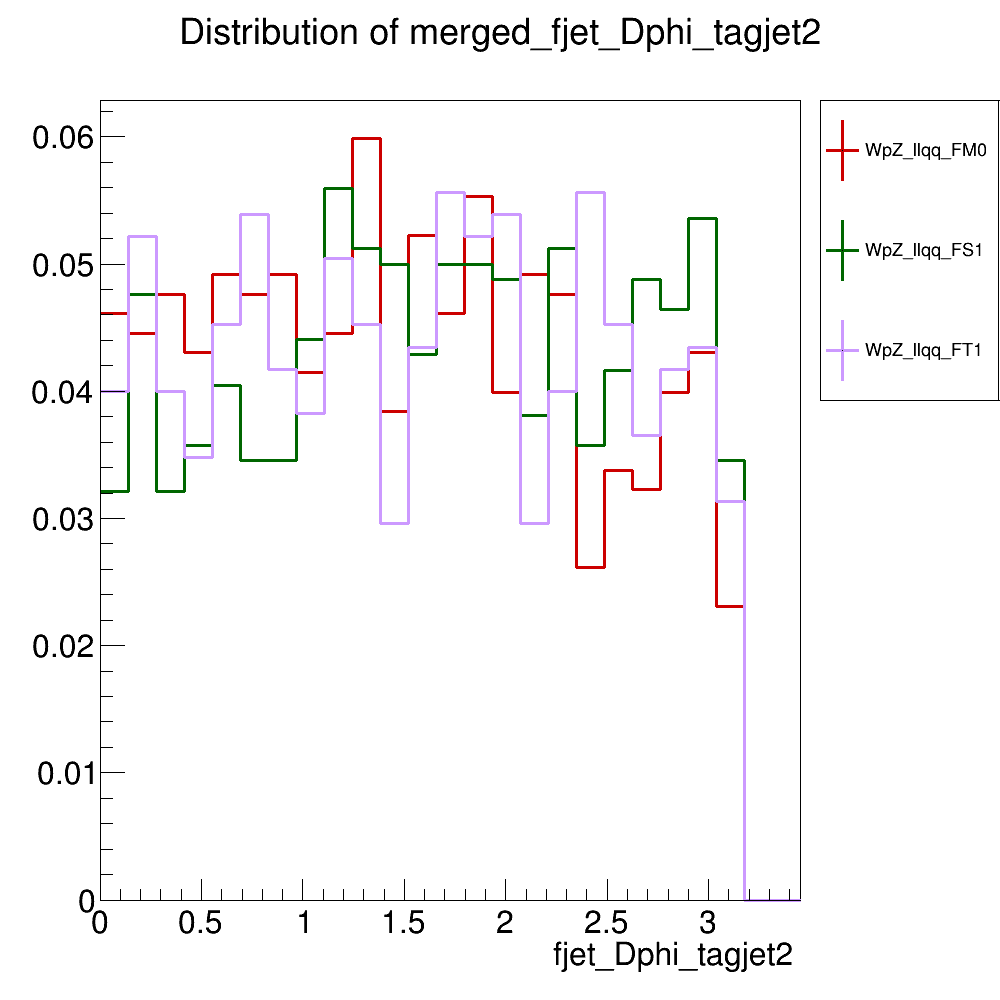 Distribution of merged_fjet_Dphi_tagjet2
0.06
0.05
0.04
0.03
0.02
0.01
0
0 0.5 1 1.5 2 2.5 3
fjet_Dphi_tagjet2
WpZ_llqq_FM0
WpZ_llqq_FS1
WpZ_llqq_FT1